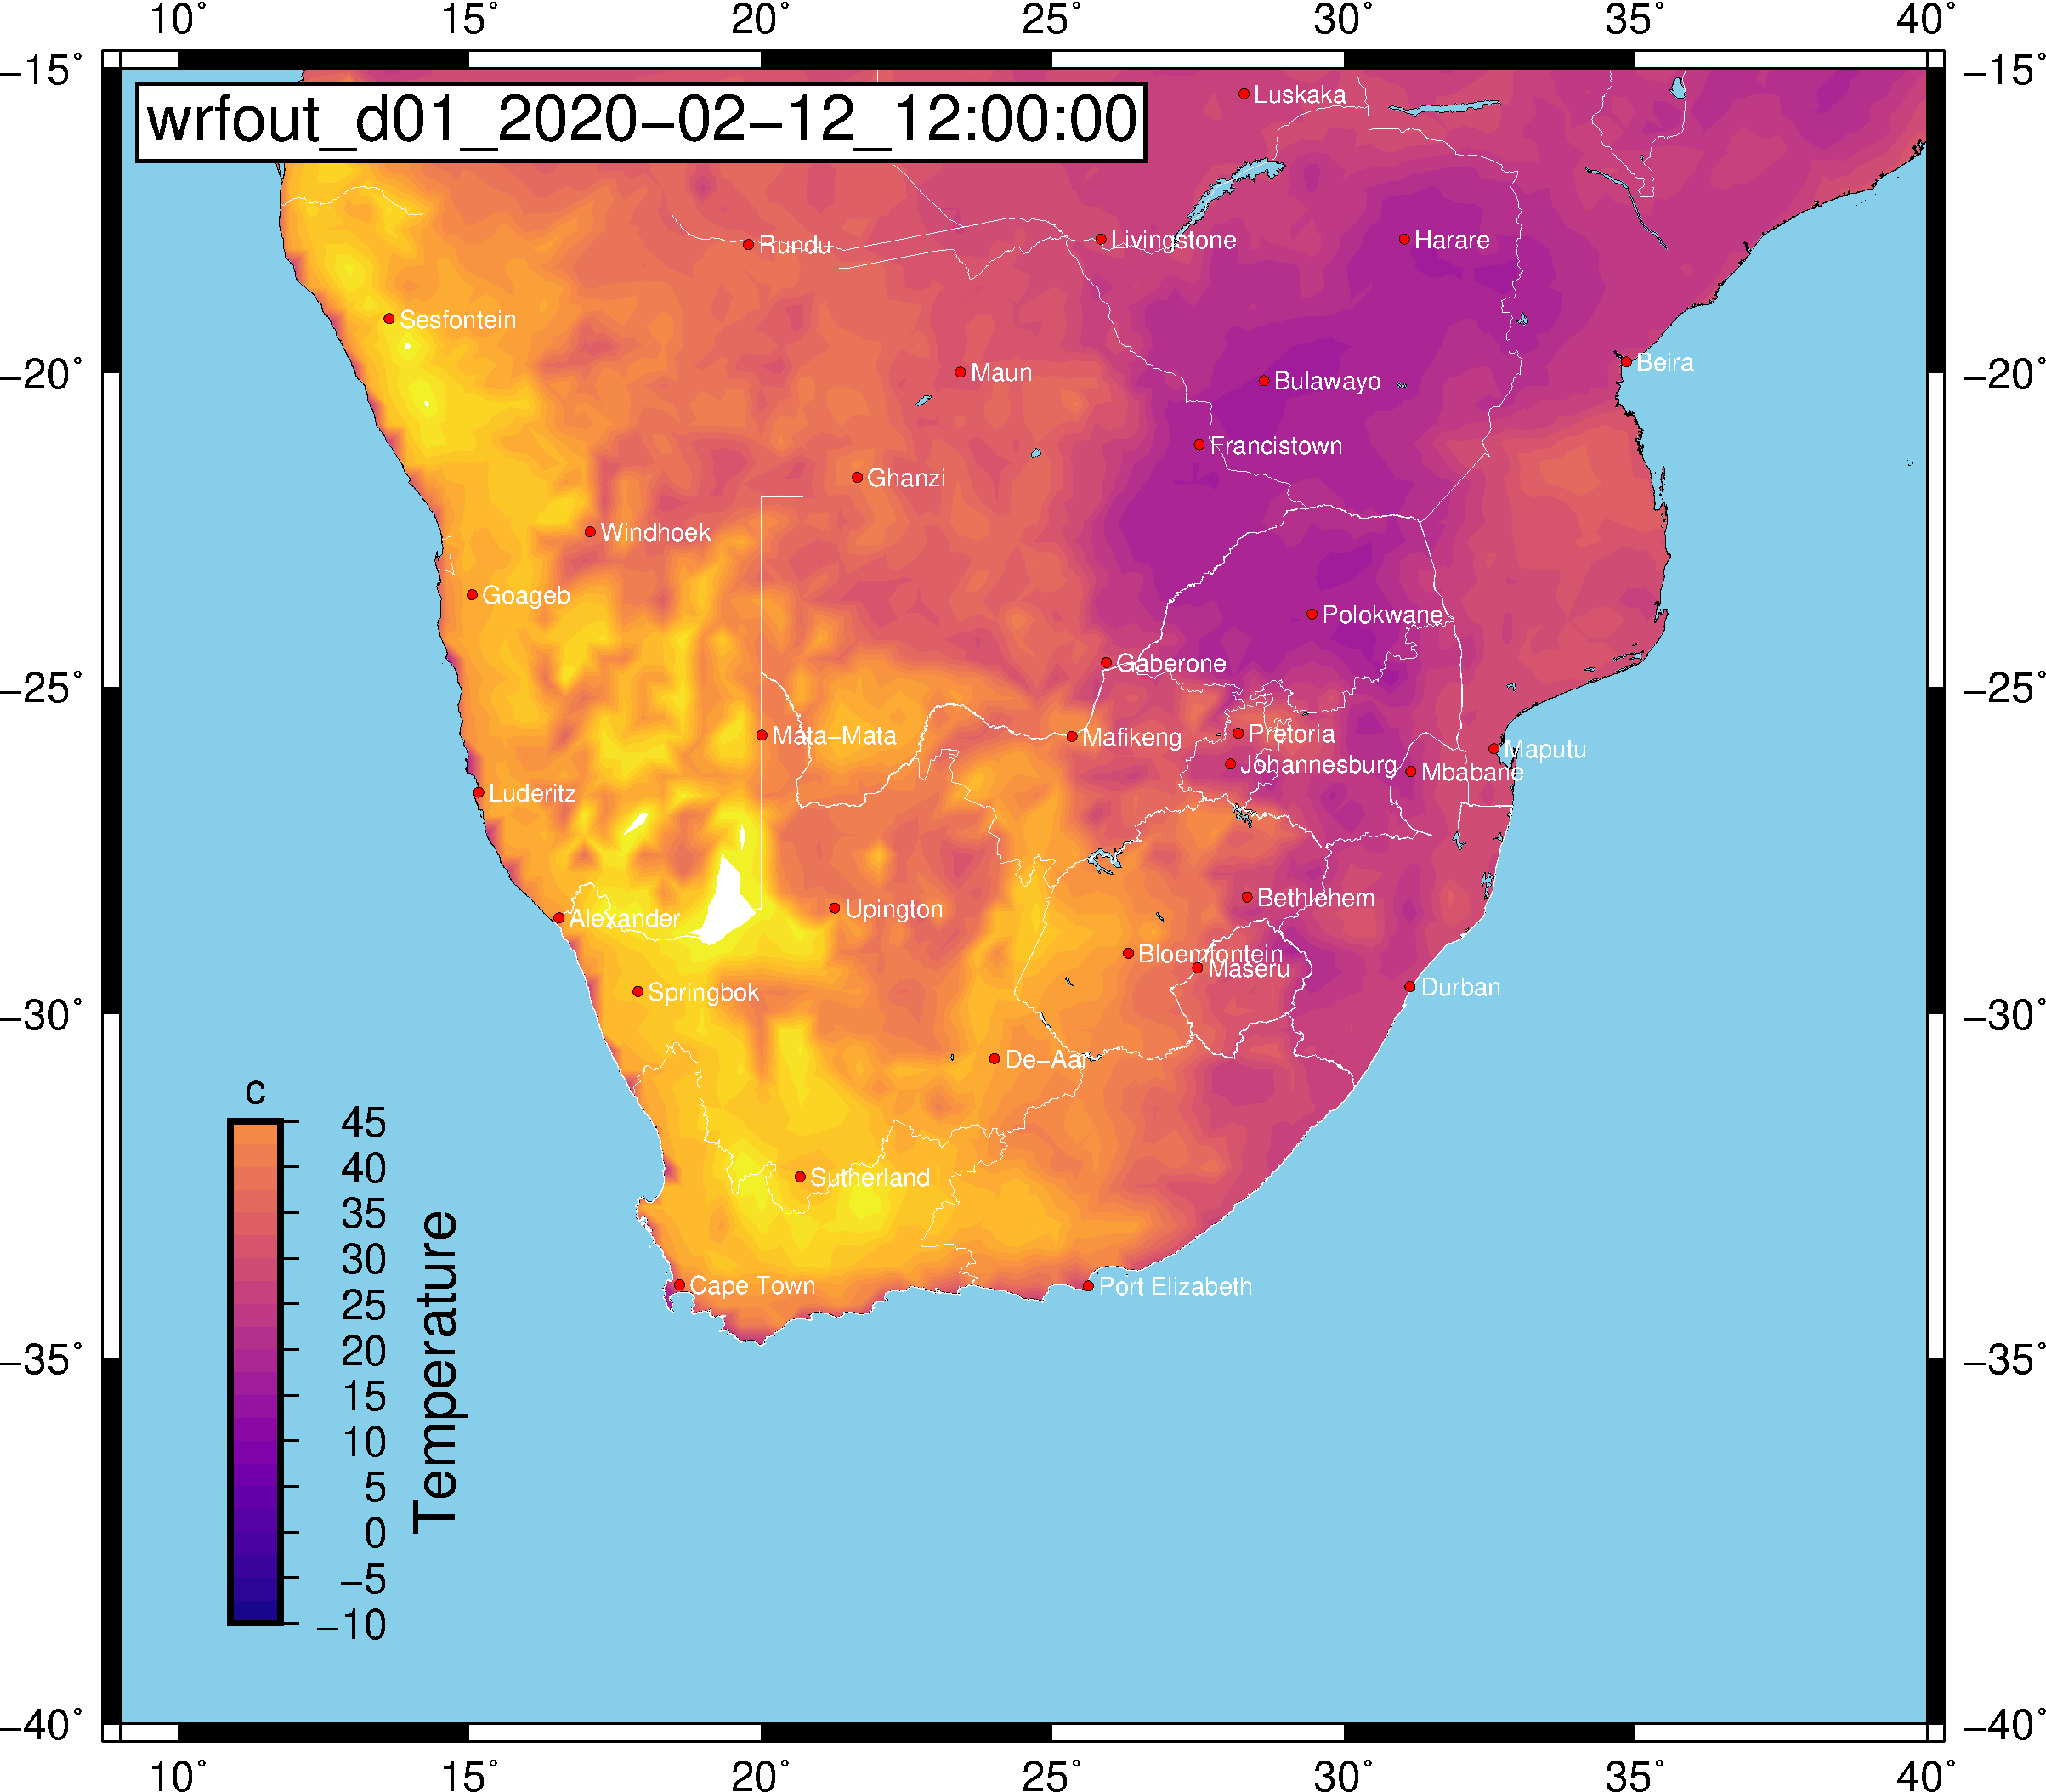 10° 15° 20° 25° 30° 35° 40°
−15° −15°
wrfout_d01_2020−02−12_12:00:00
Luskaka
Rundu
Livingstone
Harare
Sesfontein
−20° −20°
Maun
Bulawayo
Beira
Francistown
Ghanzi
Windhoek
Goageb
Polokwane
Gaberone
−25° −25°
Mata−Mata
Mafikeng
Pretoria
Maputu
Johannesburg
Mbabane
Luderitz
Bethlehem
Upington
Alexander
Bloemfontein
Maseru
Durban
Springbok
−30° −30°
De−Aar
Sutherland
Cape Town
Port Elizabeth
−35° −35°
c
45
40
35
30
25
20
15
10
5
0
−5
−10
Temperature
−40° −40°
10° 15° 20° 25° 30° 35° 40°